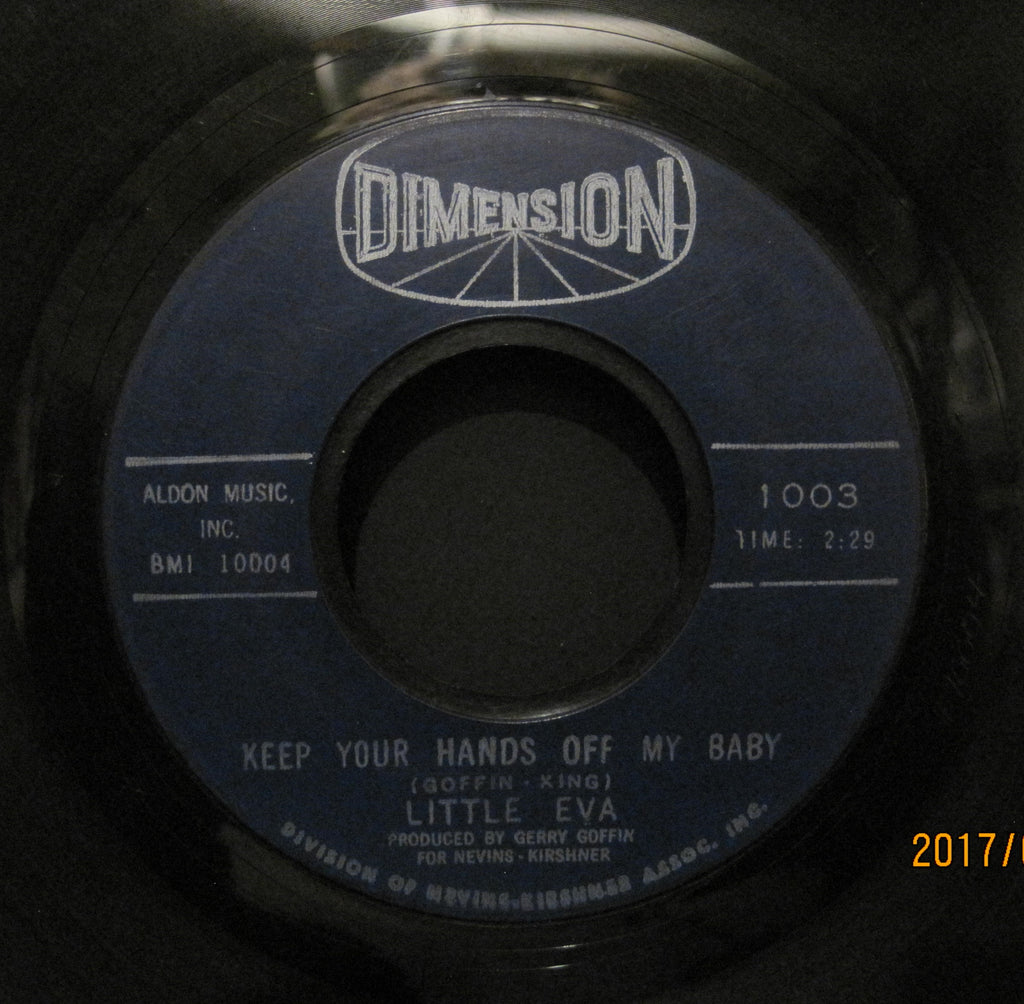 DIMENSION
ALDON MUSIC,
INC.
BMI 10004
1003
TIME: 2:29
KEEP YOUR HANDS OFF MY BABY
(GOFFIN - KING)
LITTLE EVA
PRODUCED BY GERRY GOFFIN
FOR NEVINS - KIRSHNER
DIVISION OF NEVINS-KIRSHNER ASSOC. INC.
2017/